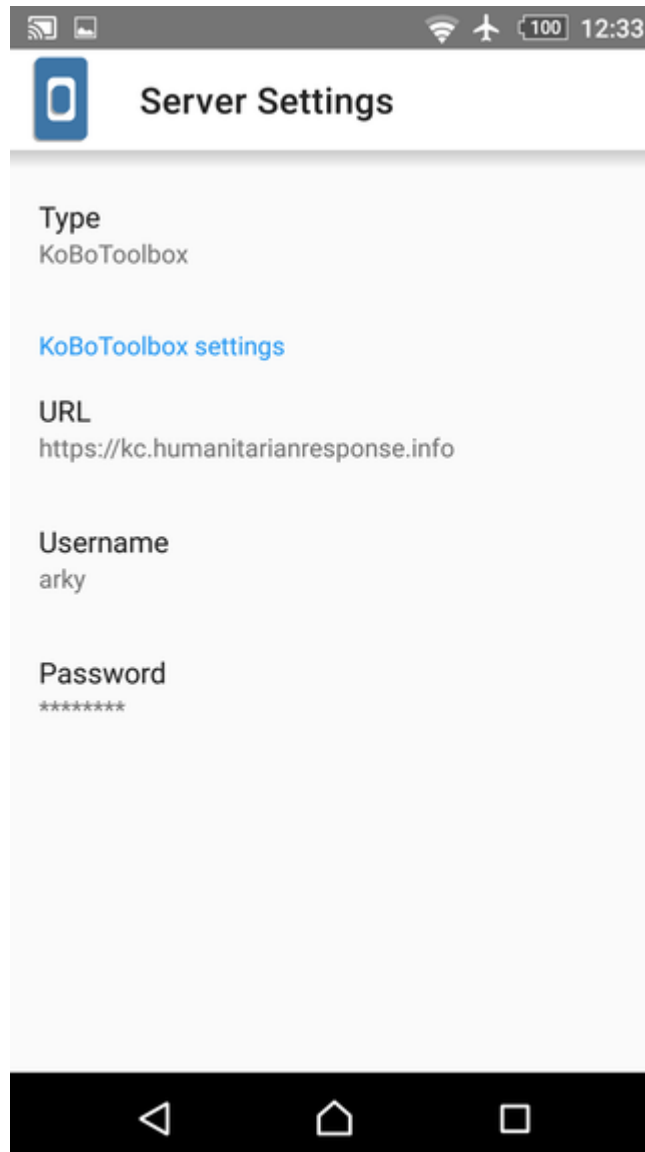 100 12:33
Server Settings
Type
KoBoToolbox
KoBoToolbox settings
URL
https://kc.humanitarianresponse.info
Username
arky
Password
********